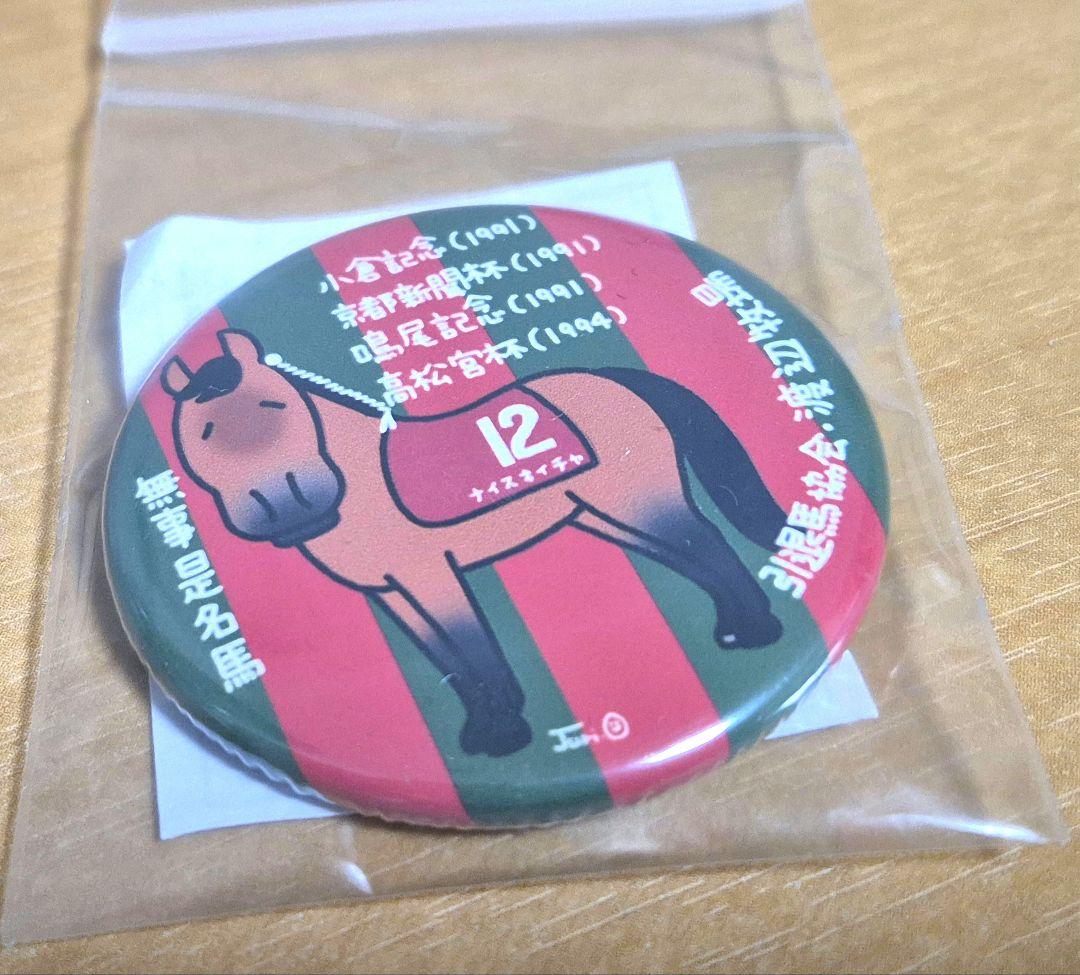 小倉記念(1991)
京都新聞杯(1991)
鳴尾記念(1991)
高松宮杯(1994)
12
ナイスネイチャ
無事是名馬
引退馬協会・渡辺牧場
Juri